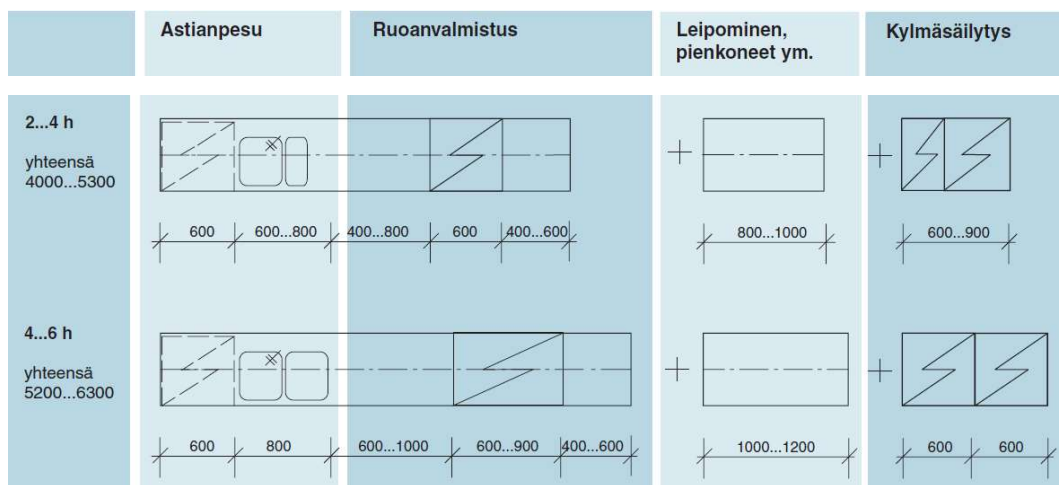 Astianpesu
Ruoanvalmistus
Leipominen,
pienkoneet ym.
Kylmäsäilytys
2...4 h
yhteensä
4000...5300
600
600...800
400...800
600
400...600
800...1000
600...900
4...6 h
yhteensä
5200...6300
600
800
600...1000
600...900
400...600
1000...1200
600
600